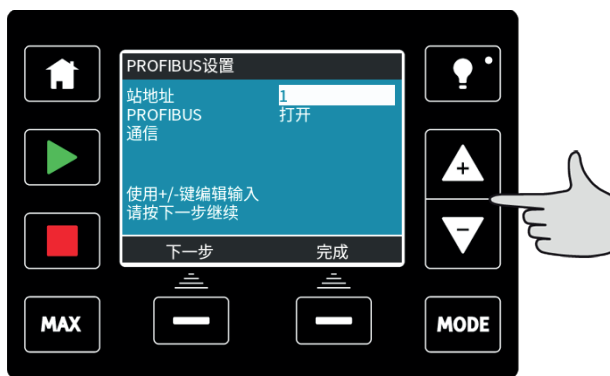 PROFIBUS设置
站地址 1
PROFIBUS 打开
通信
使用+/-键编辑输入
请按下一步继续
下一步 完成
+
-
MAX
MODE